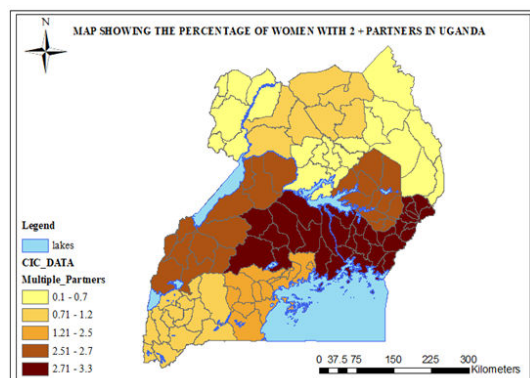 MAP SHOWING THE PERCENTAGE OF WOMEN WITH 2 + PARTNERS IN UGANDA
N
Legend
lakes
CIC_DATA
Multiple_Partners
0.1 - 0.7
0.71 - 1.2
1.21 - 2.5
2.51 - 2.7
2.71 - 3.3
0 37.5 75 150 225 300
Kilometers